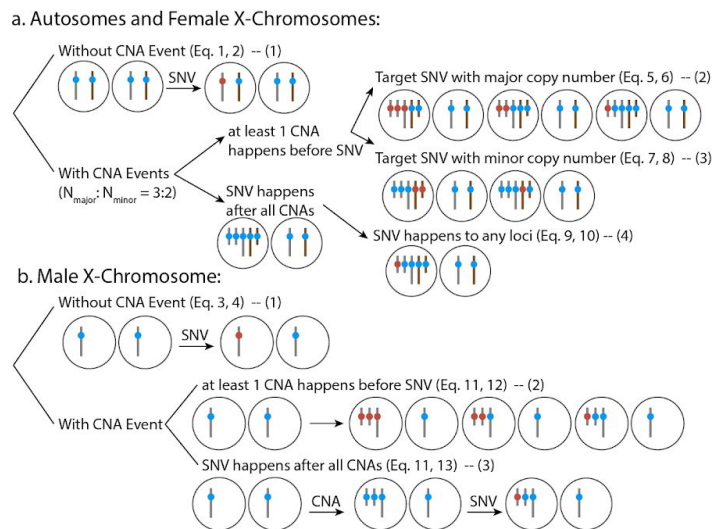 a. Autosomes and Female X-Chromosomes:
Without CNA Event (Eq. 1, 2) -- (1)
SNV
Target SNV with major copy number (Eq. 5, 6) -- (2)
at least 1 CNA
happens before SNV
With CNA Events
(N_major: N_minor = 3:2)
Target SNV with minor copy number (Eq. 7, 8) -- (3)
SNV happens
after all CNAs
SNV happens to any loci (Eq. 9, 10) -- (4)
b. Male X-Chromosome:
Without CNA Event (Eq. 3, 4) -- (1)
SNV
at least 1 CNA happens before SNV (Eq. 11, 12) -- (2)
With CNA Event
SNV happens after all CNAs (Eq. 11, 13) -- (3)
CNA
SNV